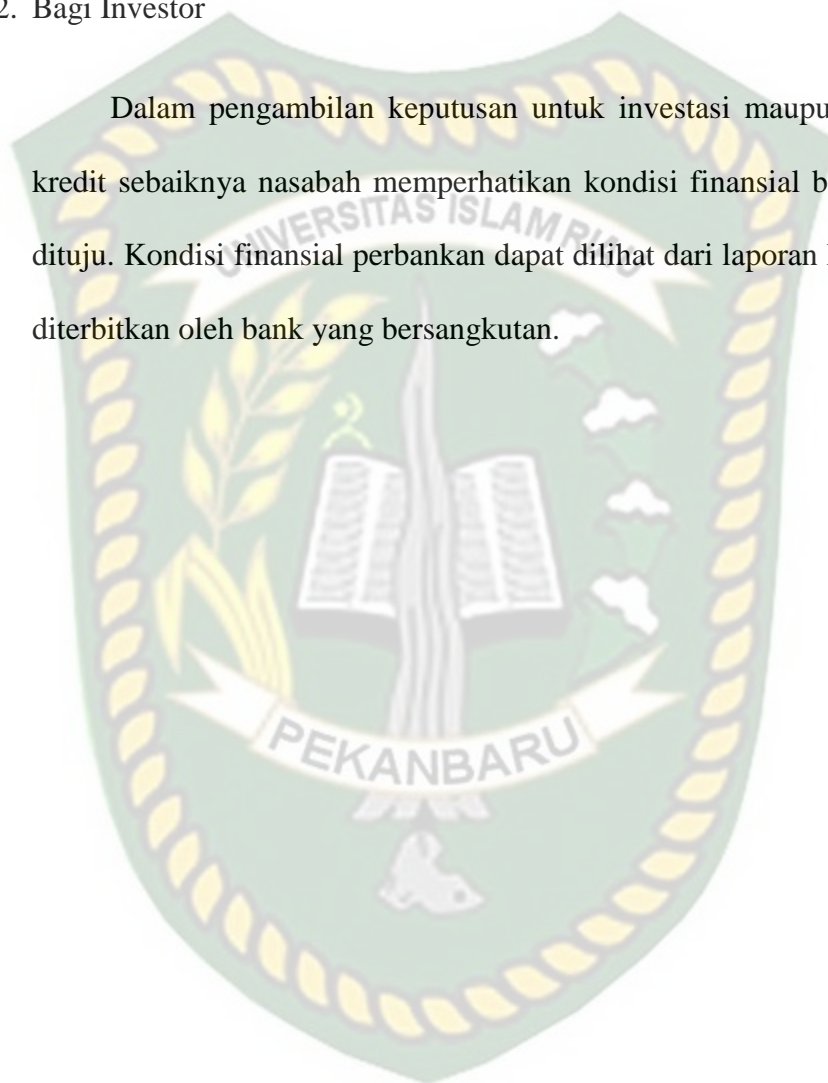 2. Bagi Investor
Dalam pengambilan keputusan untuk investasi maupu
kredit sebaiknya nasabah memperhatikan kondisi finansial b
dituju. Kondisi finansial perbankan dapat dilihat dari laporan
diterbitkan oleh bank yang bersangkutan.
UNIVERSITAS ISLAM RIAU
PEKANBARU